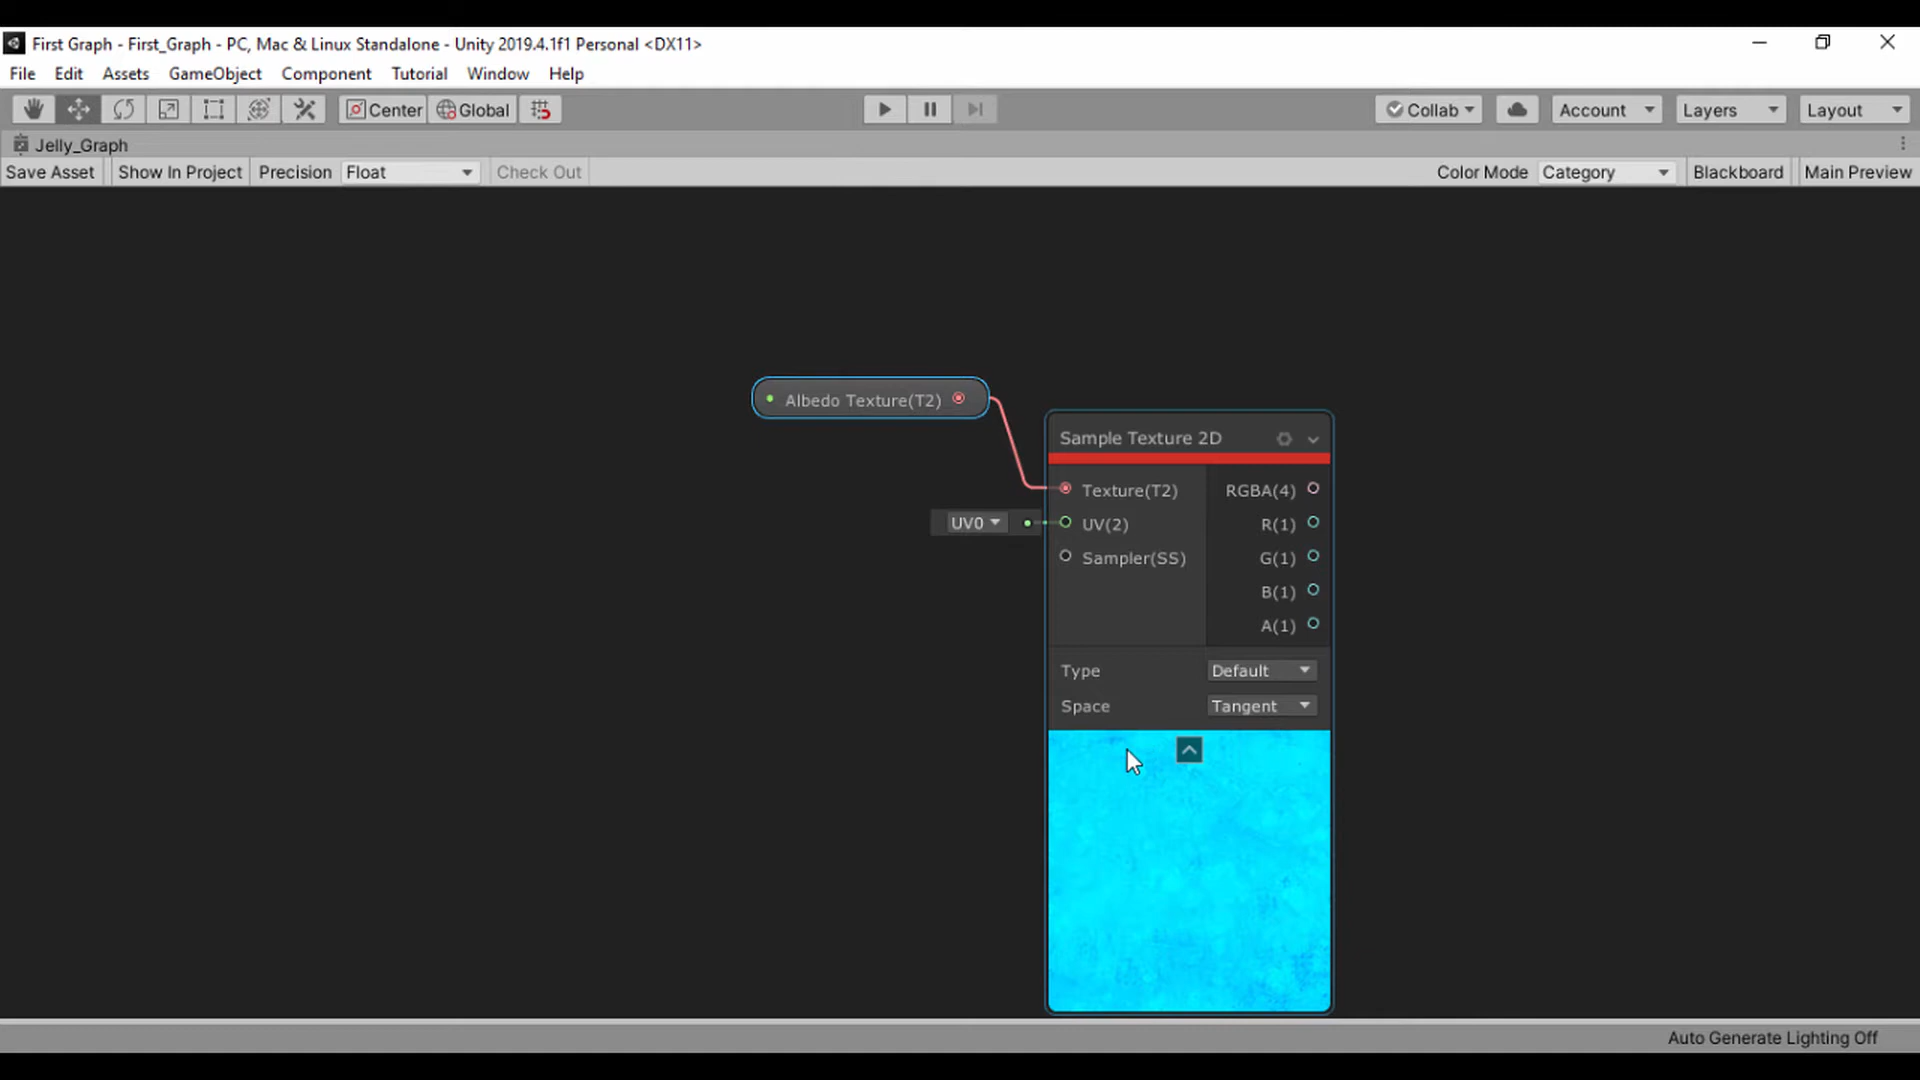 First Graph - First_Graph - PC, Mac & Linux Standalone - Unity 2019.4.1f1 Personal <DX11>
File Edit Assets GameObject Component Tutorial Window Help
Center Global Collab Account Layers Layout
Jelly_Graph
Save Asset Show In Project Precision Float Check Out Color Mode Category Blackboard Main Preview
Albedo Texture(T2)
Sample Texture 2D
Texture(T2) RGBA(4)
UV0 UV(2) R(1)
Sampler(SS) G(1)
B(1)
A(1)
Type Default
Space Tangent
Auto Generate Lighting Off